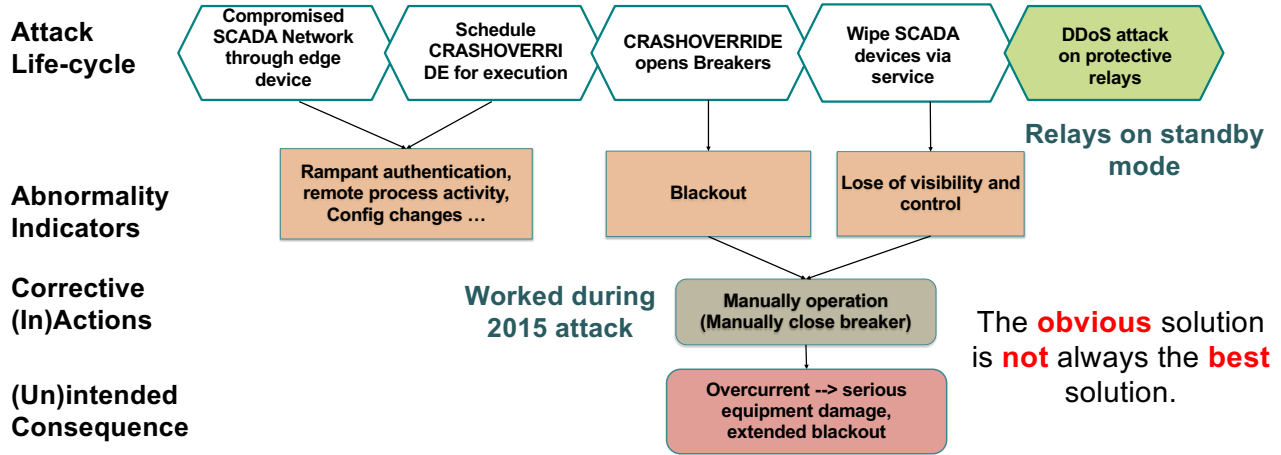 Attack
Life-cycle
Compromised
SCADA Network
through edge
device
Schedule
CRASHOVERRI
DE for execution
CRASHOVERRIDE
opens Breakers
Wipe SCADA
devices via
service
DDoS attack
on protective
relays
Relays on standby
mode
Abnormality
Indicators
Rampant authentication,
remote process activity,
Config changes …
Blackout
Lose of visibility and
control
Corrective
(In)Actions
Worked during
2015 attack
Manually operation
(Manually close breaker)
The obvious solution
is not always the best
solution.
(Un)intended
Consequence
Overcurrent --> serious
equipment damage,
extended blackout